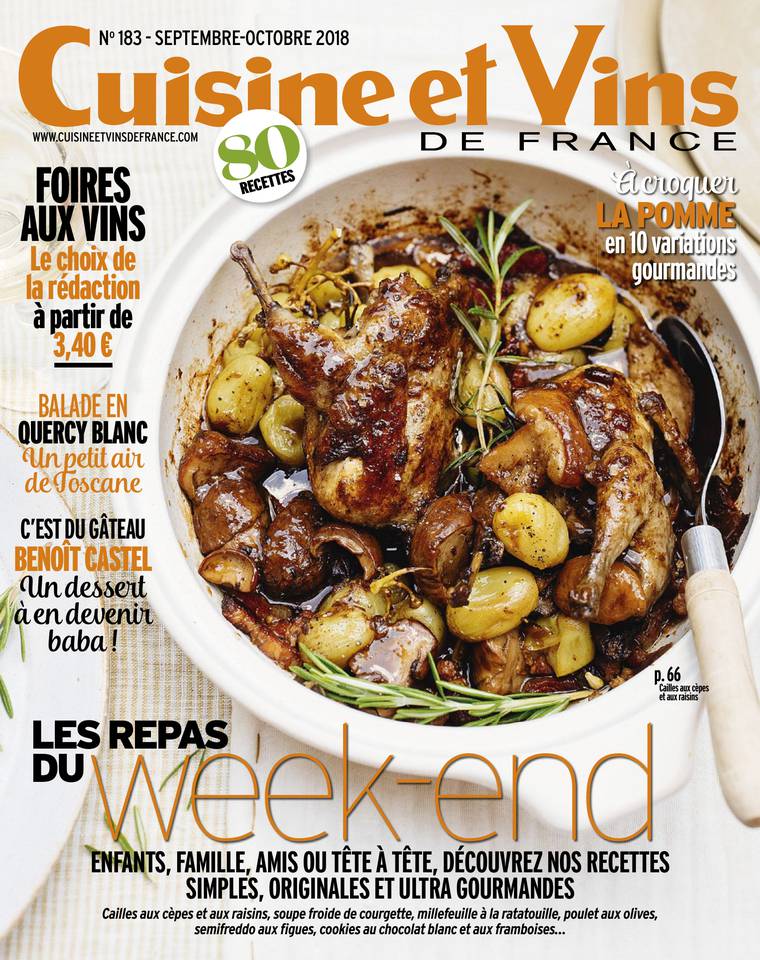 Nº 183 - SEPTEMBRE-OCTOBRE 2018
Cuisine et Vins
DE FRANCE
WWW.CUISINEETVINSDEFRANCE.COM
80
RECETTES
FOIRES
AUX VINS
Le choix de
la rédaction
à partir de
3,40 €
À croquer
LA POMME
en 10 variations
gourmandes
BALADE EN
QUERCY BLANC
Un petit air
de Toscane
C'EST DU GÂTEAU
BENOÎT CASTEL
Un dessert
à en devenir
baba !
p. 66
Cailles aux cèpes
et aux raisins
LES REPAS
DU week-end
ENFANTS, FAMILLE, AMIS OU TÊTE À TÊTE, DÉCOUVREZ NOS RECETTES
SIMPLES, ORIGINALES ET ULTRA GOURMANDES
Cailles aux cèpes et aux raisins, soupe froide de courgette, millefeuille à la ratatouille, poulet aux olives,
semifreddo aux figues, cookies au chocolat blanc et aux framboises...